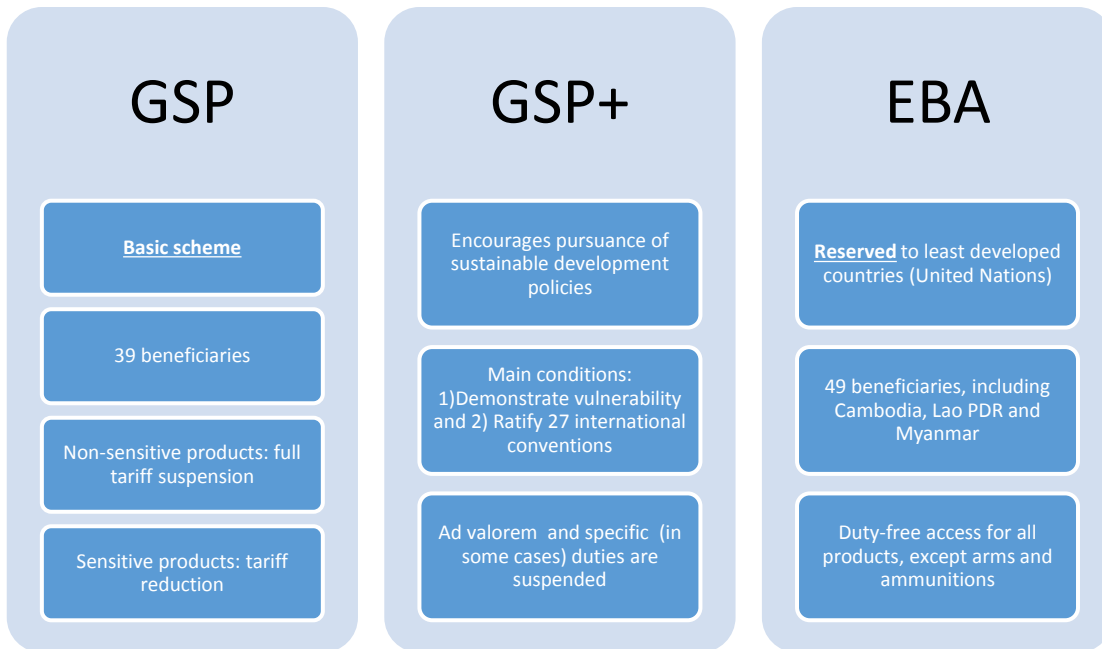 GSP
Basic scheme
39 beneficiaries
Non-sensitive products: full
tariff suspension
Sensitive products: tariff
reduction
GSP+
Encourages pursuance of
sustainable development
policies
Main conditions:
1)Demonstrate vulnerability
and 2) Ratify 27 international
conventions
Ad valorem and specific (in
some cases) duties are
suspended
EBA
Reserved to least developed
countries (United Nations)
49 beneficiaries, including
Cambodia, Lao PDR and
Myanmar
Duty-free access for all
products, except arms and
ammunitions